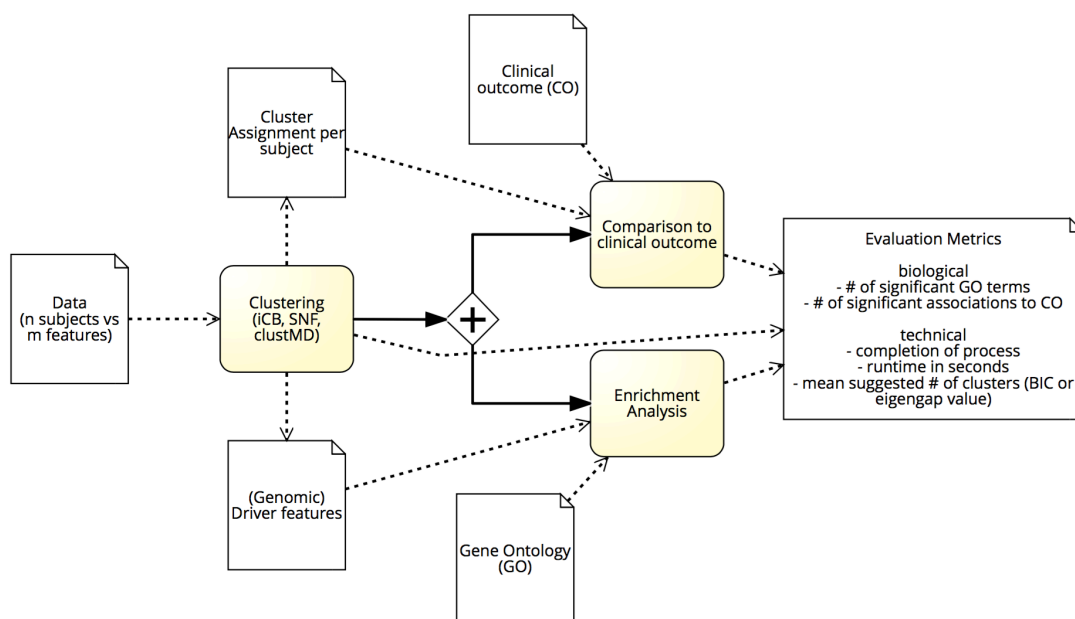 Clinical
outcome (CO)
Cluster
Assignment per
subject
Comparison to
clinical outcome
Evaluation Metrics
biological
- # of significant GO terms
- # of significant associations to CO
technical
- completion of process
- runtime in seconds
- mean suggested # of clusters (BIC or
eigengap value)
Data
(n subjects vs
m features)
Clustering
(iCB, SNF,
clustMD)
Enrichment
Analysis
(Genomic)
Driver features
Gene Ontology
(GO)